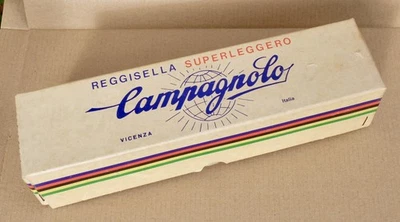 REGGISELLA SUPERLEGGERO
Campagnolo
VICENZA Italia